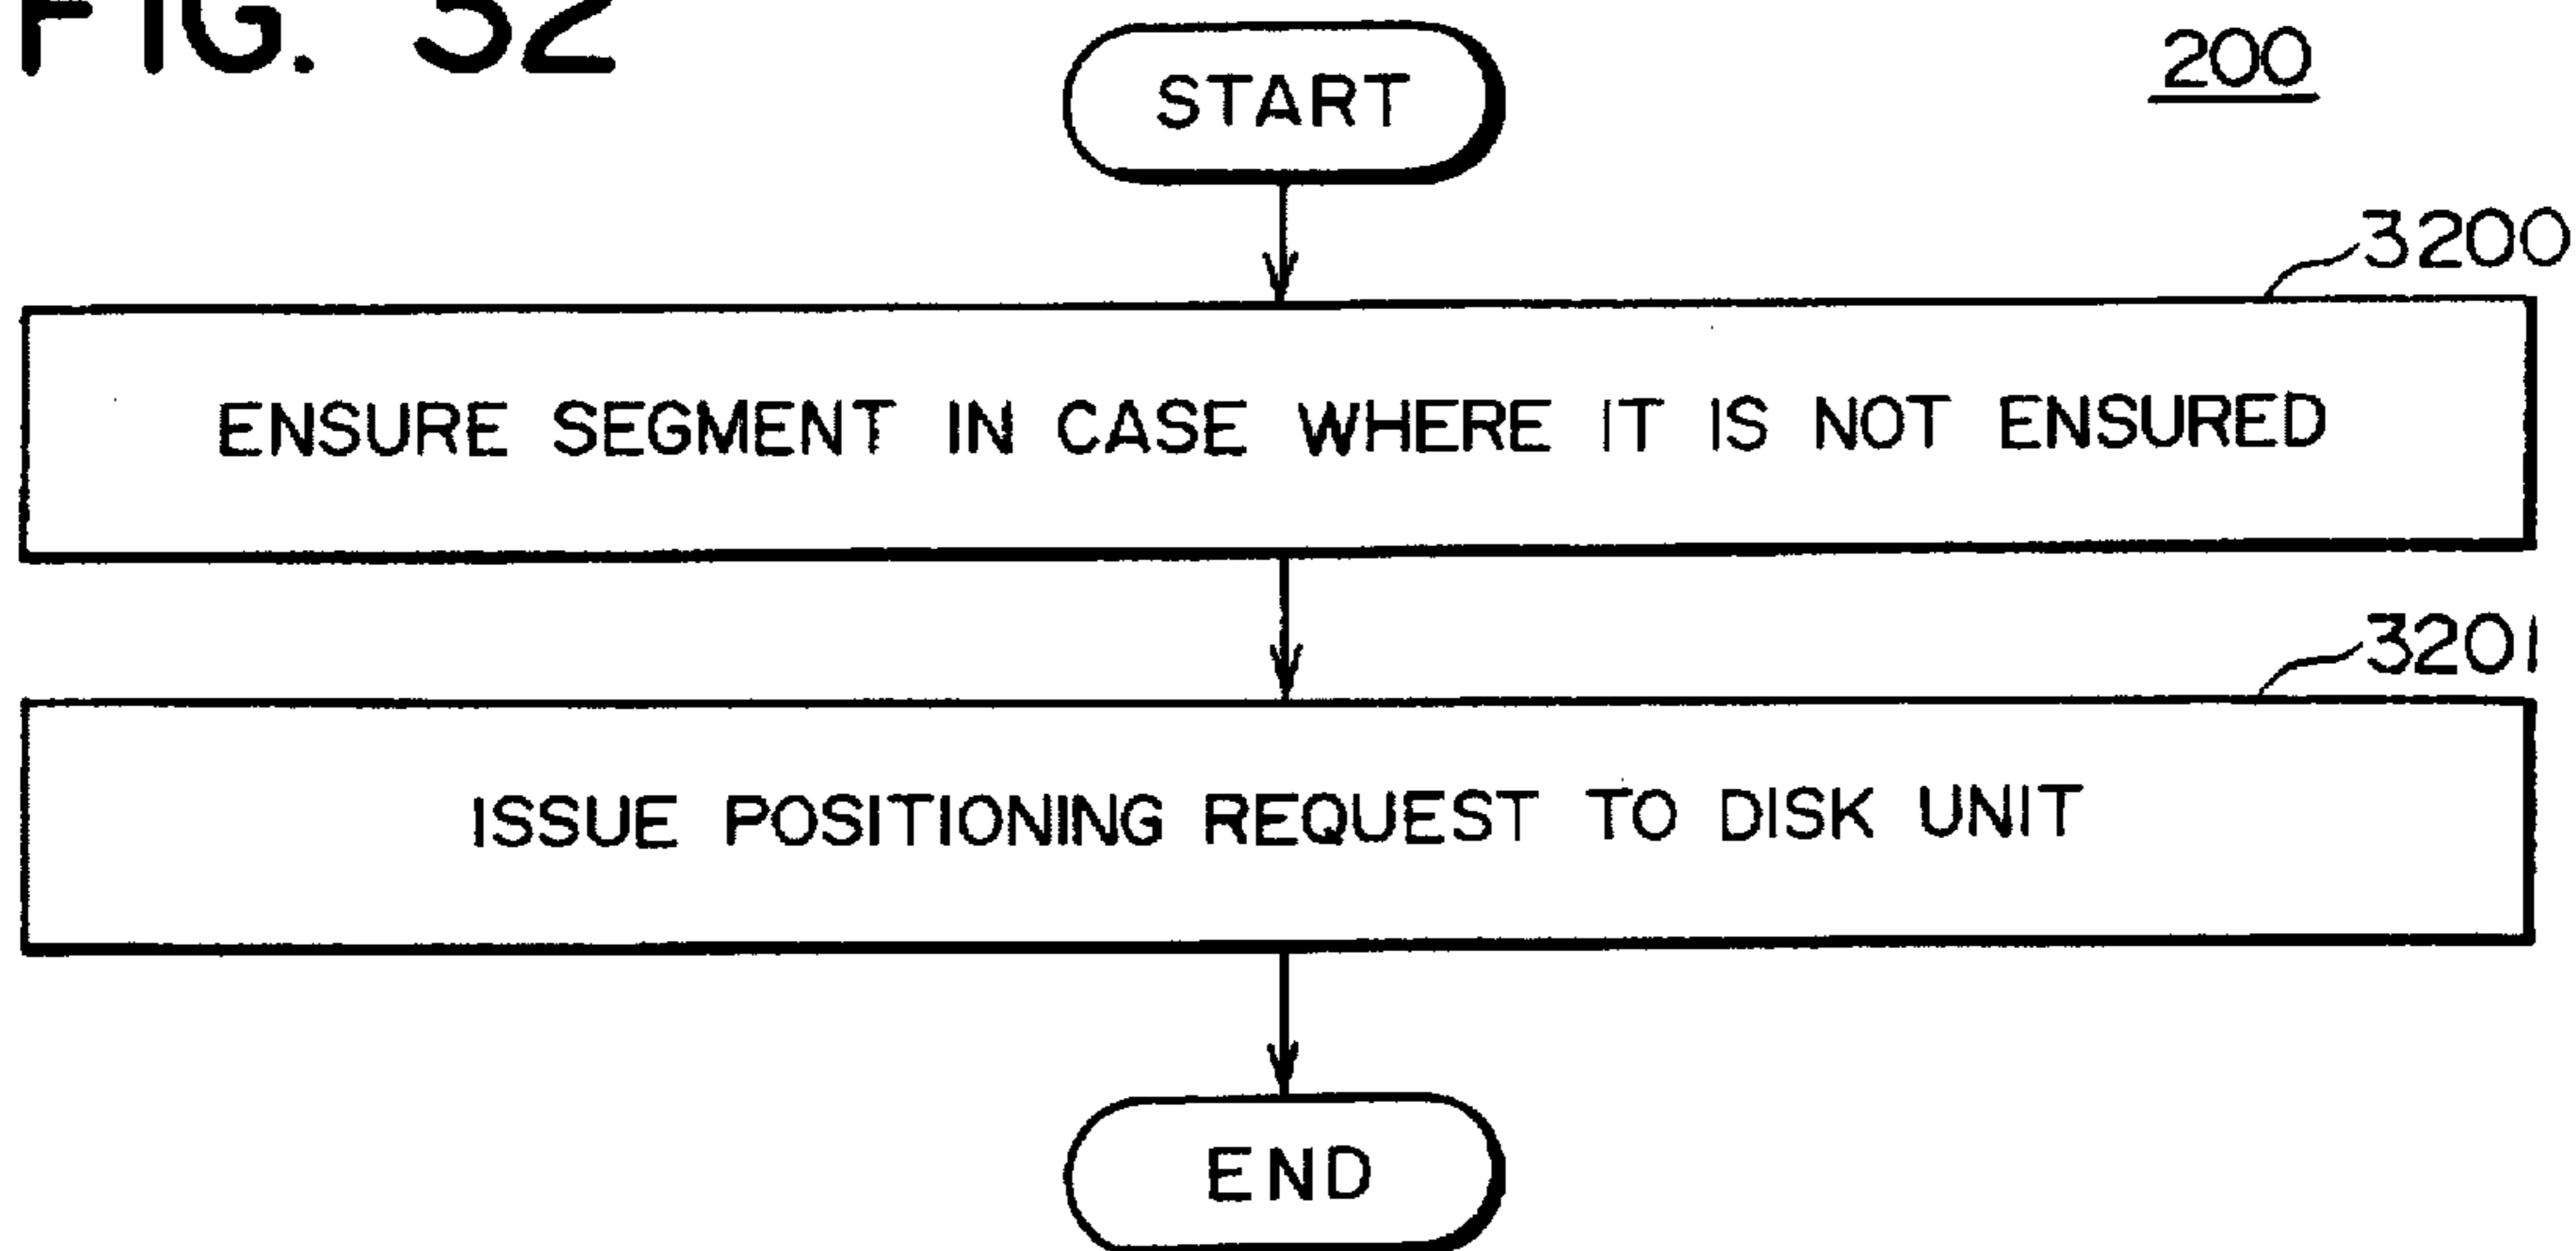 FIG. 32
START
200
3200
ENSURE SEGMENT IN CASE WHERE IT IS NOT ENSURED
3201
ISSUE POSITIONING REQUEST TO DISK UNIT
END